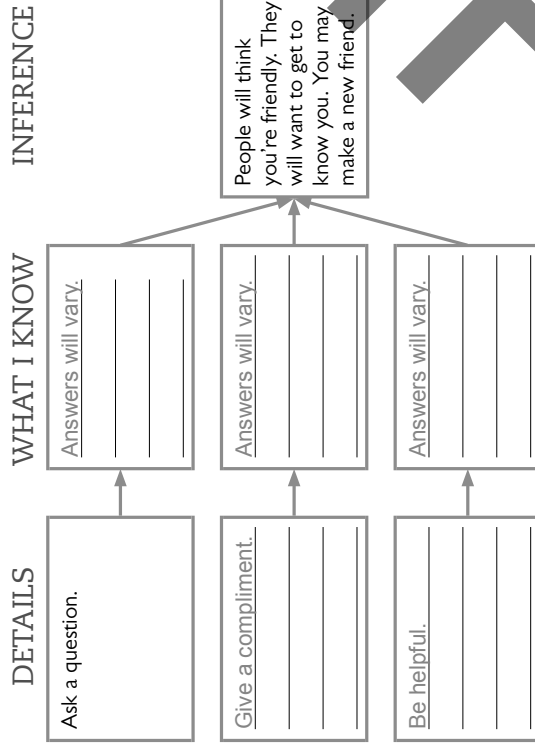 DETAILS
WHAT I KNOW
INFERENCE
Ask a question.
Answers will vary.
Give a compliment.
Answers will vary.
Be helpful.
Answers will vary.
People will think
you're friendly. They
will want to get to
know you. You may
make a new friend.